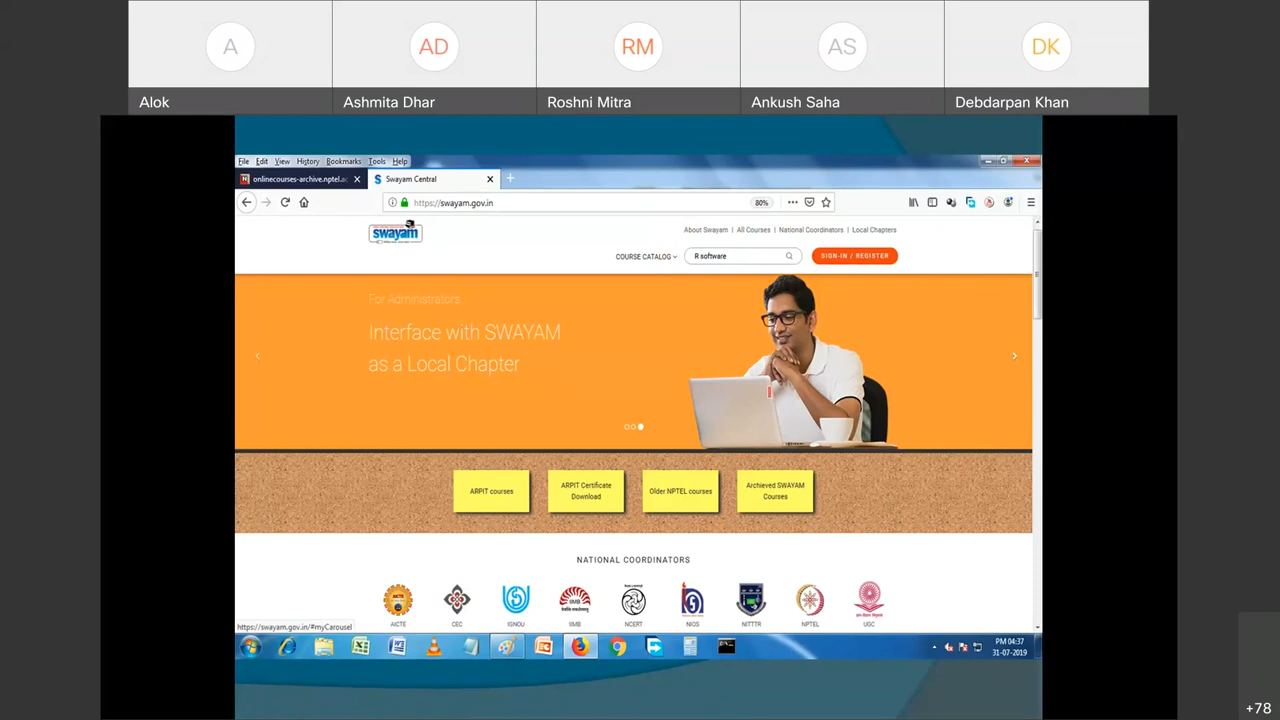 A
AD
RM
AS
DK
Alok
Ashmita Dhar
Roshni Mitra
Ankush Saha
Debdarpan Khan
File Edit View History Bookmarks Tools Help
onlinecourses-archive.nptel.ac
Swayam Central
https://swayam.gov.in
80%
swayam
About Swayam | All Courses | National Coordinators | Local Chapters
COURSE CATALOG
R software
SIGN-IN / REGISTER
For Administrators
Interface with SWAYAM
as a Local Chapter
ARPIT courses
ARPIT Certificate
Download
Older NPTEL courses
Archieved SWAYAM
Courses
NATIONAL COORDINATORS
AICTE
CEC
IGNOU
IIMB
NCERT
NIOS
NITTTR
NPTEL
UGC
https://swayam.gov.in/#myCarousel
PM 04:37
31-07-2019
+78